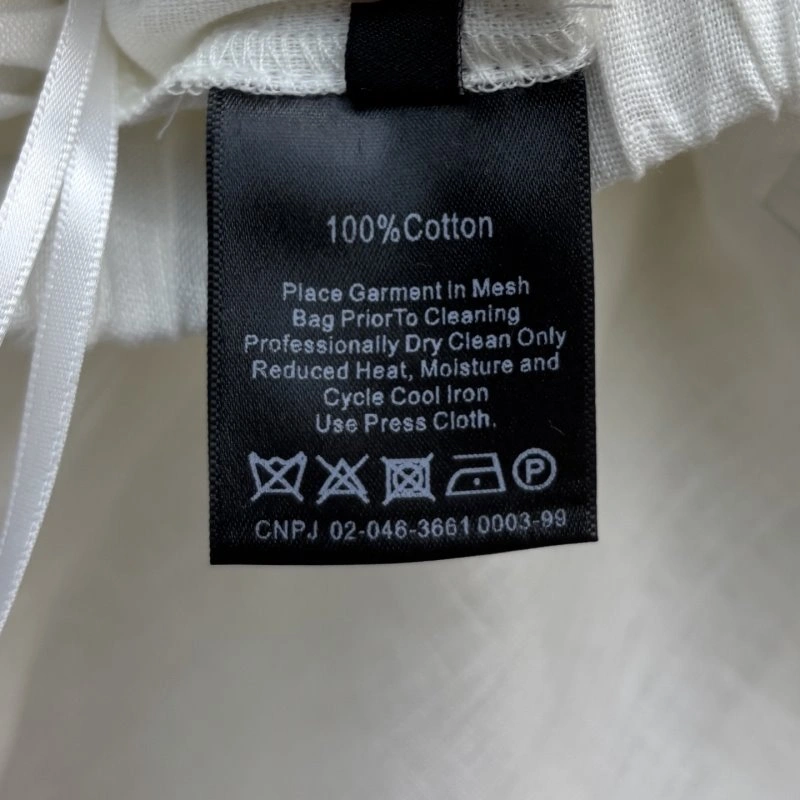 100%Cotton
Place Garment In Mesh
Bag PriorTo Cleaning
Professionally Dry Clean Only
Reduced Heat, Moisture and
Cycle Cool Iron
Use Press Cloth.
P
CNPJ 02-046-3661 0003-99